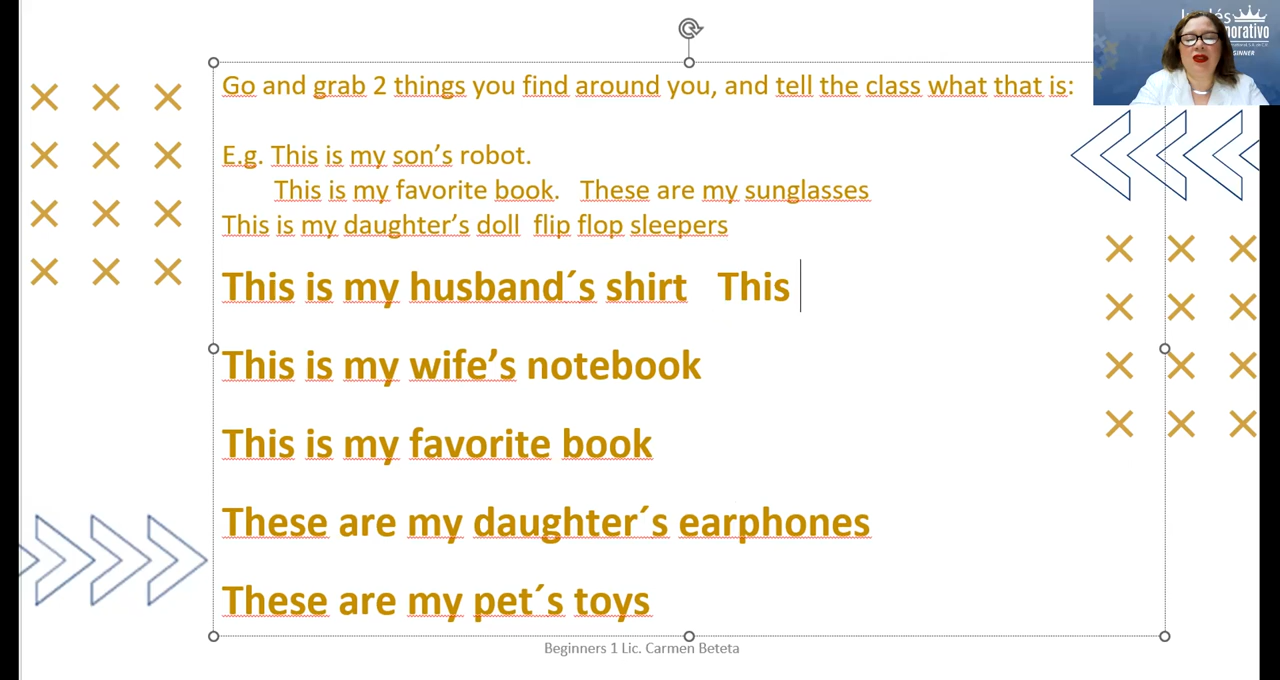 Go and grab 2 things you find around you, and tell the class what that is:
E.g. This is my son’s robot.
This is my favorite book.   These are my sunglasses
This is my daughter’s doll  flip flop sleepers
This is my husband´s shirt   This
This is my wife’s notebook
This is my favorite book
These are my daughter´s earphones
These are my pet´s toys
Beginners 1 Lic. Carmen Beteta